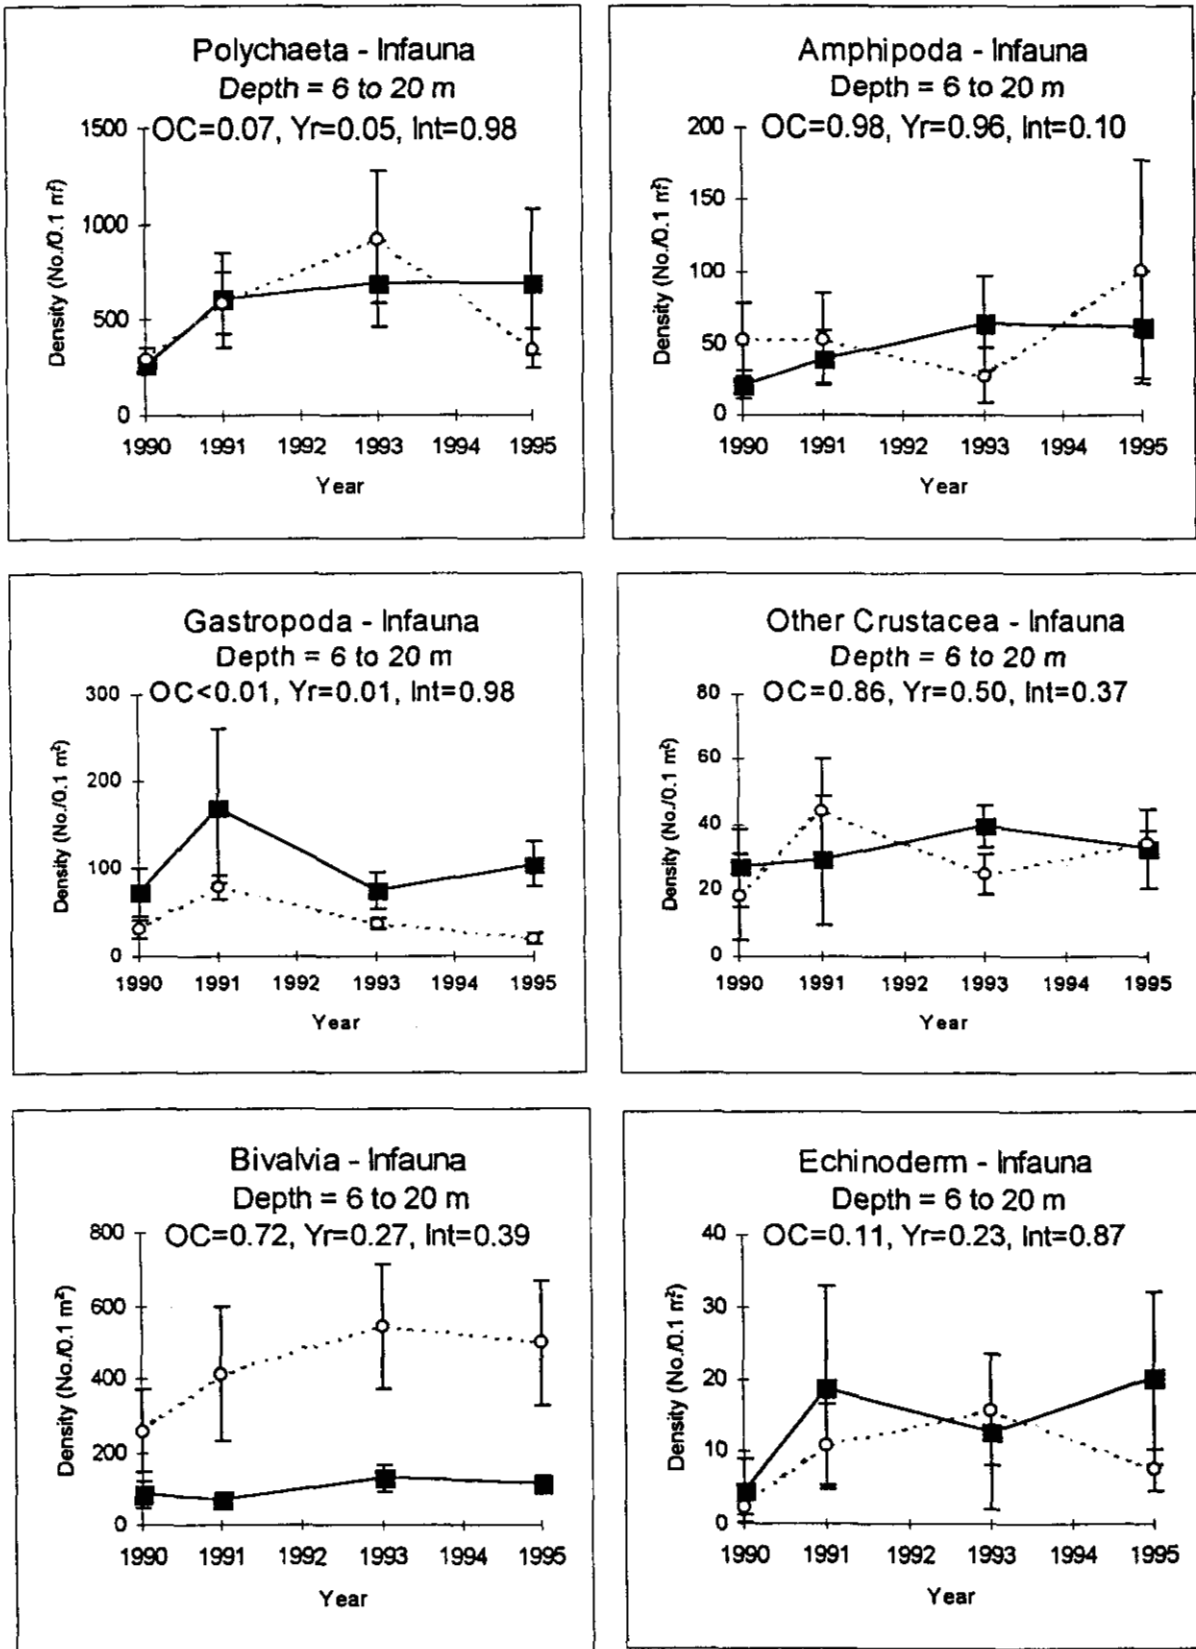 Polychaeta - Infauna
Depth = 6 to 20 m
OC=0.07, Yr=0.05, Int=0.98
Density (No./0.1 m²)
1500
1000
500
0
1990 1991 1992 1993 1994 1995
Year
Amphipoda - Infauna
Depth = 6 to 20 m
OC=0.98, Yr=0.96, Int=0.10
Density (No./0.1 m²)
200
150
100
50
0
1990 1991 1992 1993 1994 1995
Year
Gastropoda - Infauna
Depth = 6 to 20 m
OC<0.01, Yr=0.01, Int=0.98
Density (No./0.1 m²)
300
200
100
0
1990 1991 1992 1993 1994 1995
Year
Other Crustacea - Infauna
Depth = 6 to 20 m
OC=0.86, Yr=0.50, Int=0.37
Density (No./0.1 m²)
80
60
40
20
0
1990 1991 1992 1993 1994 1995
Year
Bivalvia - Infauna
Depth = 6 to 20 m
OC=0.72, Yr=0.27, Int=0.39
Density (No./0.1 m²)
800
600
400
200
0
1990 1991 1992 1993 1994 1995
Year
Echinoderm - Infauna
Depth = 6 to 20 m
OC=0.11, Yr=0.23, Int=0.87
Density (No./0.1 m²)
40
30
20
10
0
1990 1991 1992 1993 1994 1995
Year